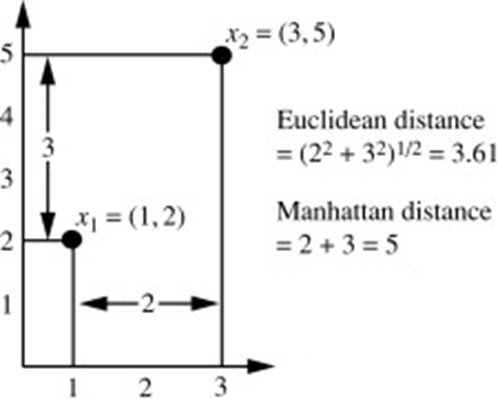 x₂ = (3, 5)
5
4
3
3
x₁ = (1, 2)
2
1
2
1 2 3
Euclidean distance
= (2² + 3²)¹/² = 3.61
Manhattan distance
= 2 + 3 = 5